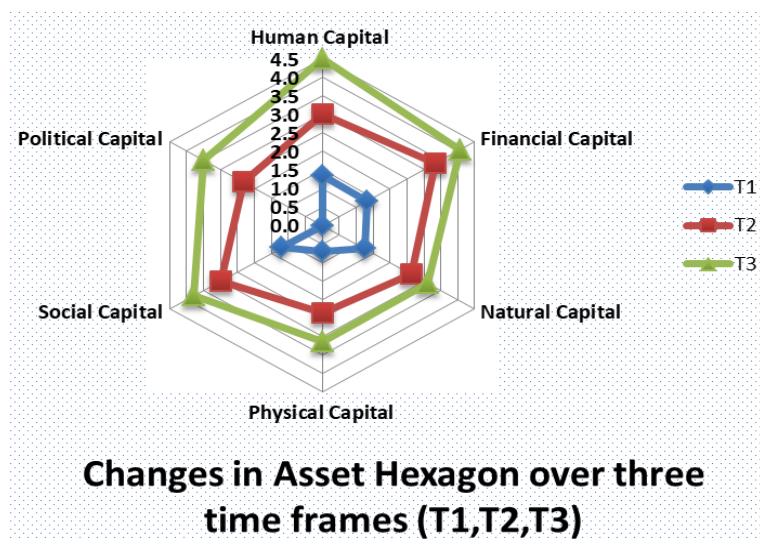 Human Capital
4.5
4.0
3.5
3.0
2.5
2.0
1.5
1.0
0.5
0.0
Political Capital
Financial Capital
Social Capital
Natural Capital
Physical Capital
T1
T2
T3
Changes in Asset Hexagon over three
time frames (T1,T2,T3)